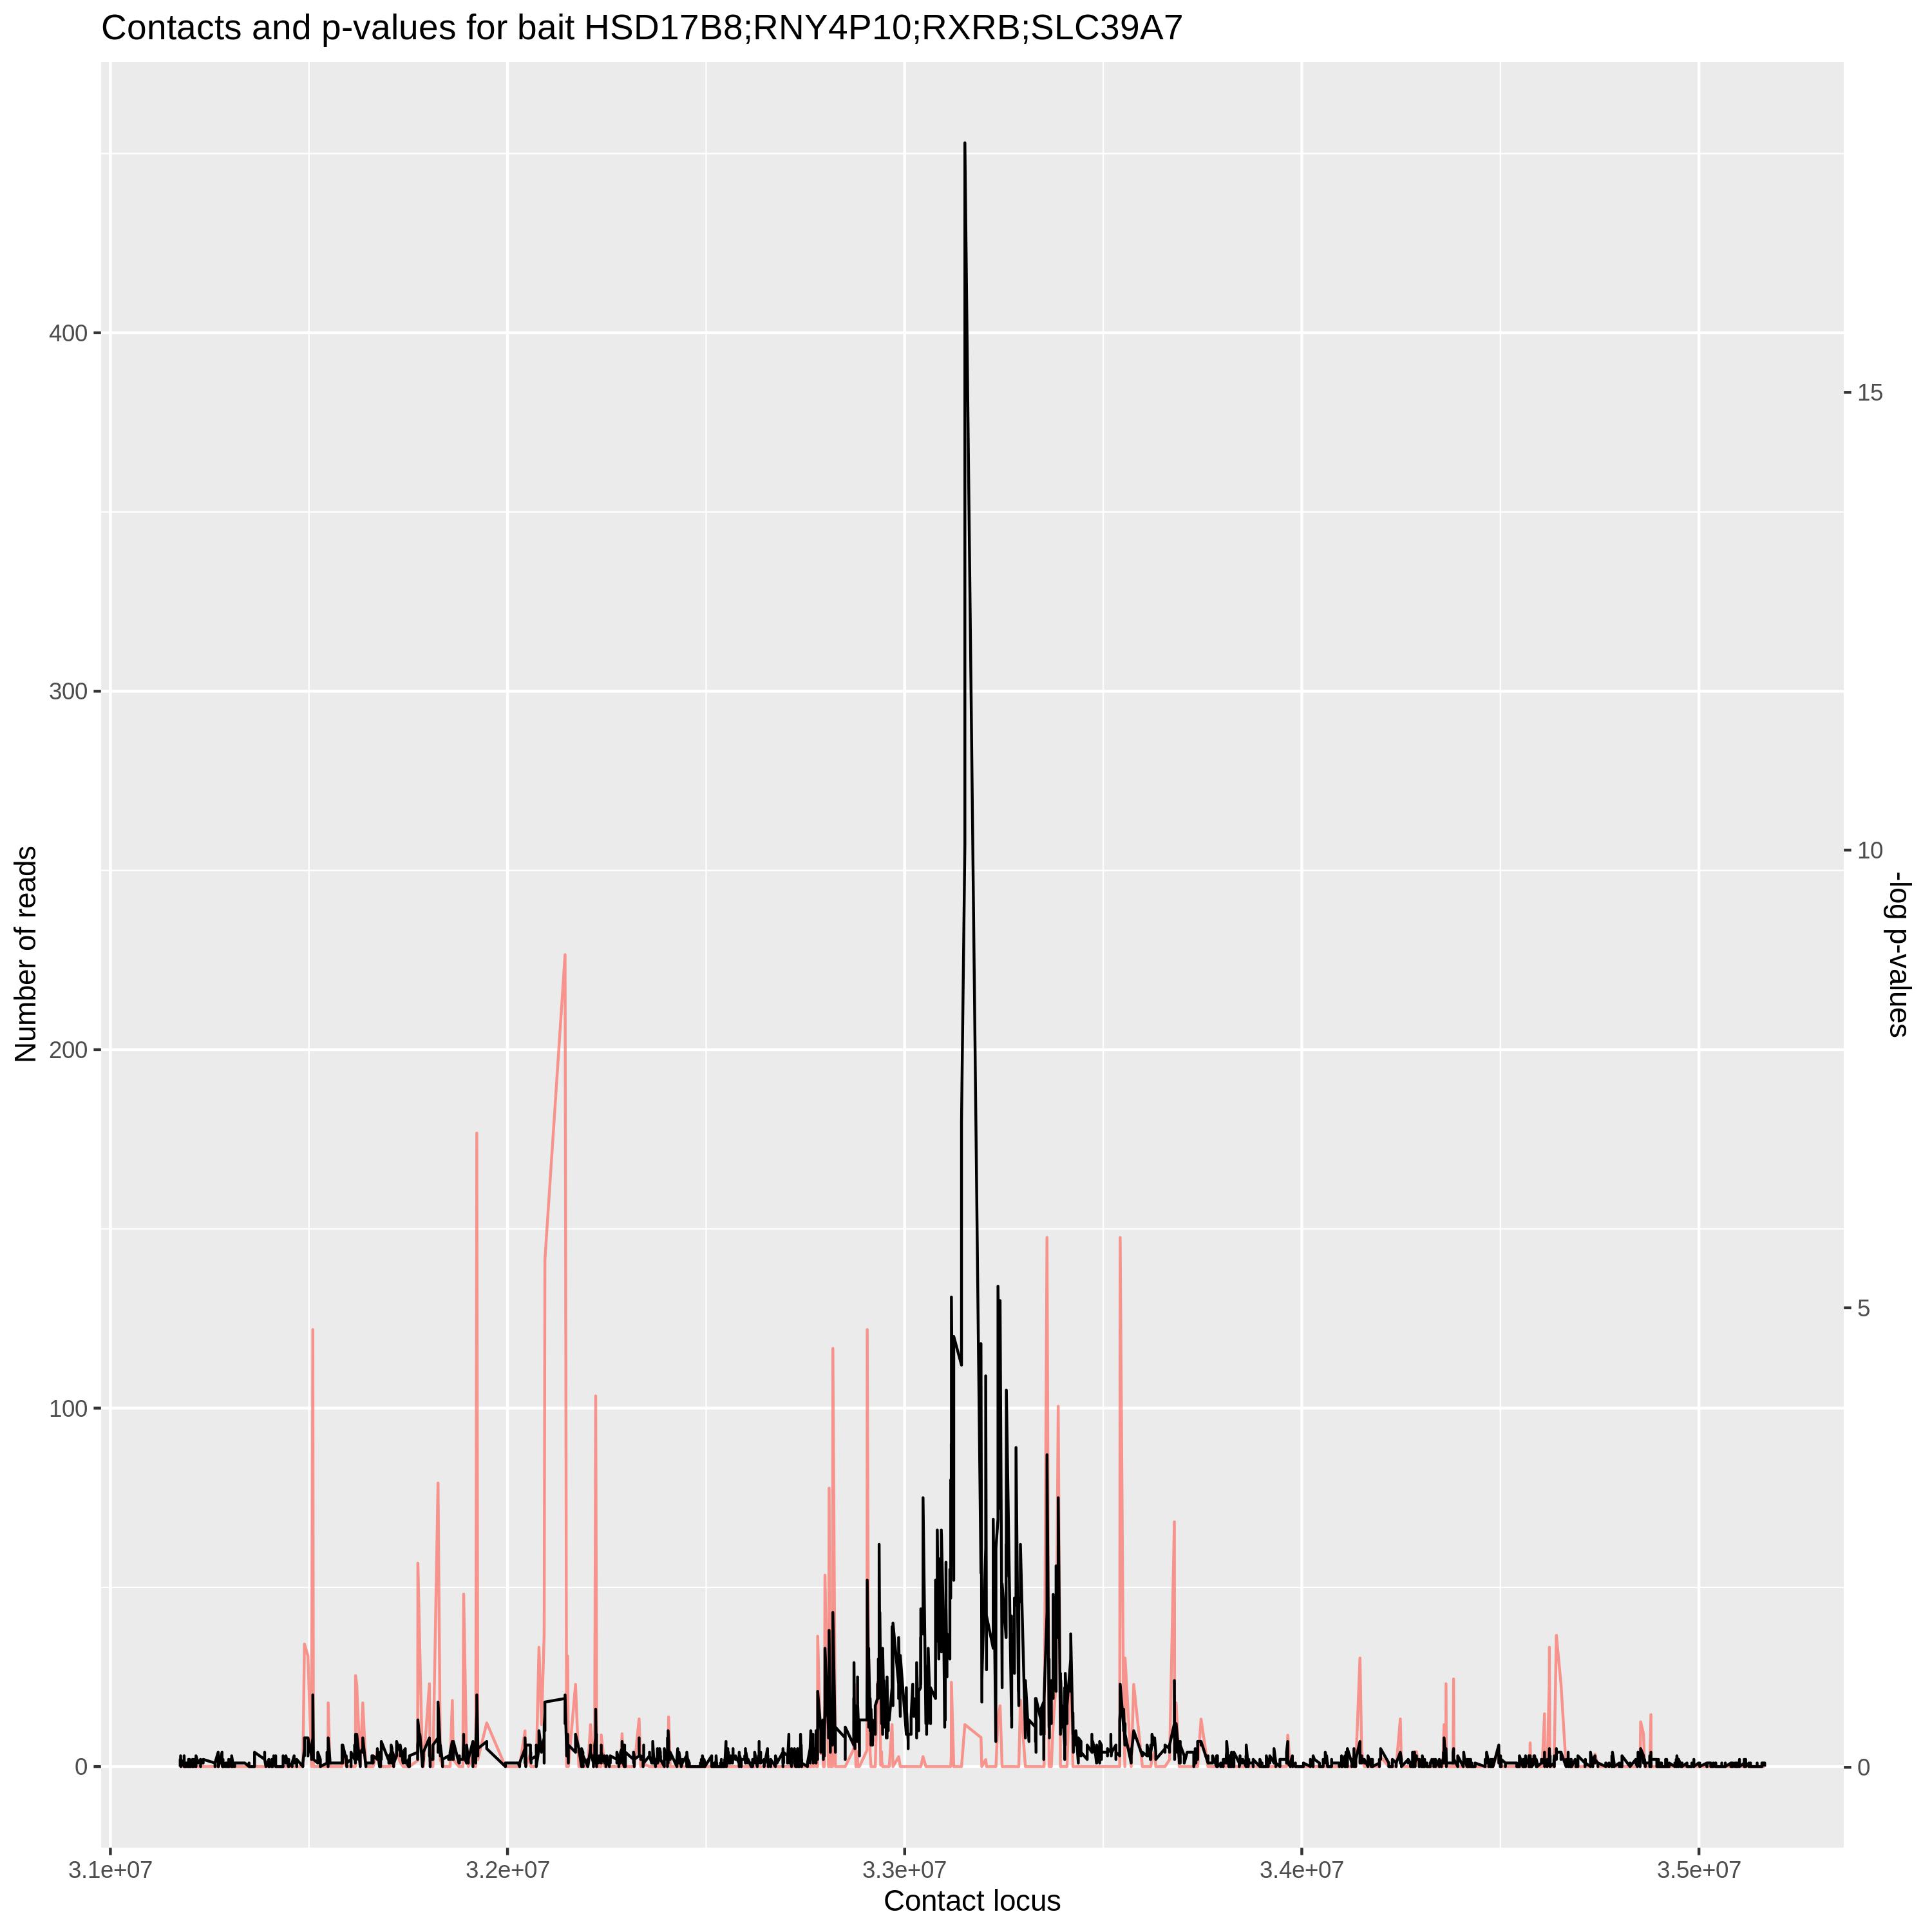 Contacts and p-values for bait HSD17B8;RNY4P10;RXRB;SLC39A7
400
300
200
100
0
Number of reads
15
10
5
0
-log p-values
3.1e+07
3.2e+07
3.3e+07
3.4e+07
3.5e+07
Contact locus